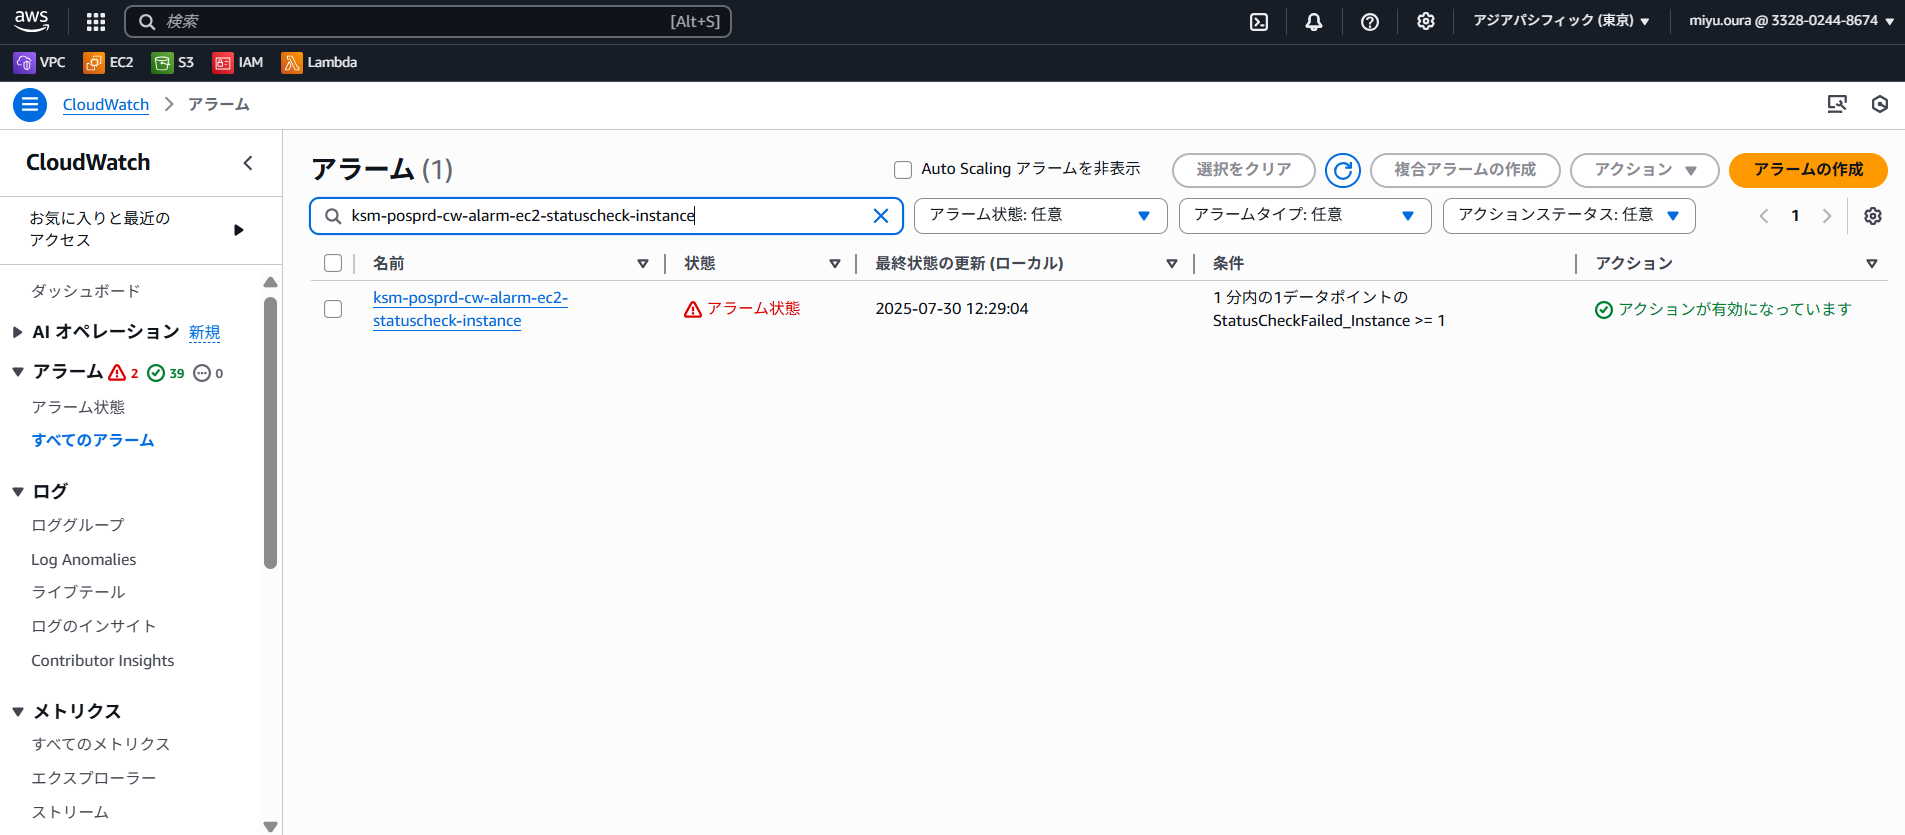 aws
検索
[Alt+S]
アジアパシフィック (東京)
miyu.oura @ 3328-0244-8674
VPC
EC2
S3
IAM
Lambda
CloudWatch
アラーム
CloudWatch
お気に入りと最近の
アクセス
ダッシュボード
AI オペレーション 新規
アラーム 2 39 0
アラーム状態
すべてのアラーム
ログ
ロググループ
Log Anomalies
ライブテール
ログのインサイト
Contributor Insights
メトリクス
すべてのメトリクス
エクスプローラー
ストリーム
アラーム (1)
Auto Scaling アラームを非表示
選択をクリア
複合アラームの作成
アクション
アラームの作成
ksm-posprd-cw-alarm-ec2-statuscheck-instance
アラーム状態: 任意
アラームタイプ: 任意
アクションステータス: 任意
1
名前
状態
最終状態の更新 (ローカル)
条件
アクション
ksm-posprd-cw-alarm-ec2-
statuscheck-instance
アラーム状態
2025-07-30 12:29:04
1 分内の1データポイントの
StatusCheckFailed_Instance >= 1
アクションが有効になっています